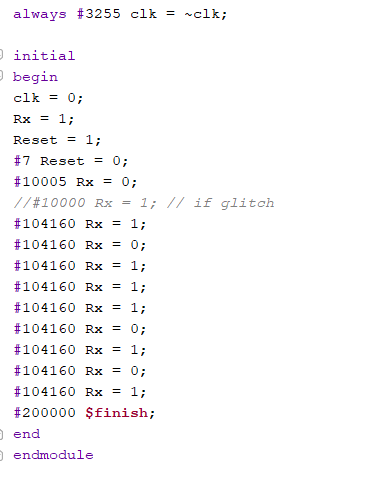 always #3255 clk = ~clk;
initial
begin
clk = 0;
Rx = 1;
Reset = 1;
#7 Reset = 0;
#10005 Rx = 0;
//#10000 Rx = 1; // if glitch
#104160 Rx = 1;
#104160 Rx = 0;
#104160 Rx = 1;
#104160 Rx = 1;
#104160 Rx = 1;
#104160 Rx = 0;
#104160 Rx = 1;
#104160 Rx = 0;
#104160 Rx = 1;
#200000 $finish;
end
endmodule